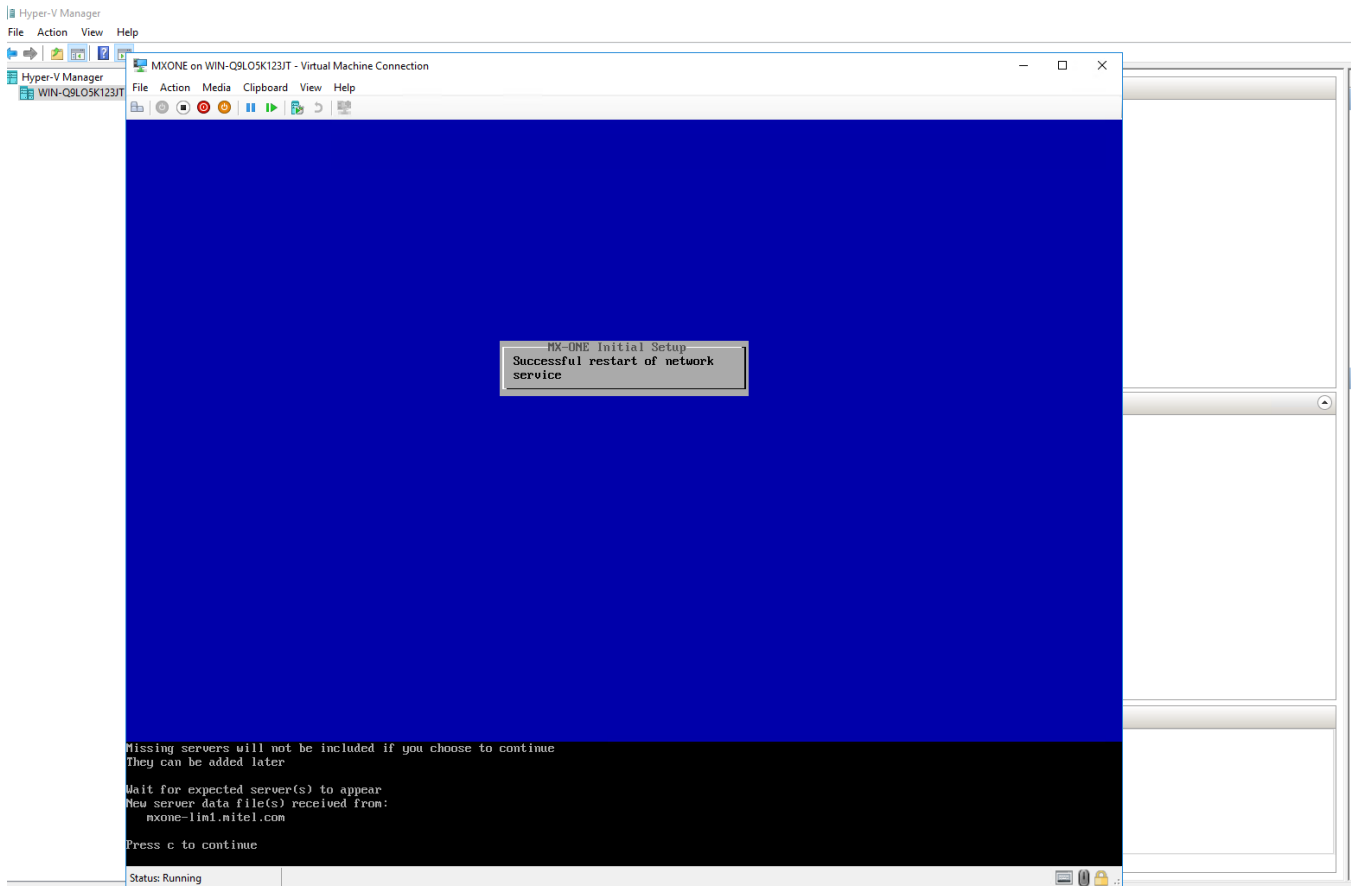 Hyper-V Manager
File Action View Help
MXONE on WIN-Q9LO5K123JT - Virtual Machine Connection
Hyper-V Manager
WIN-Q9LO5K123JT
File Action Media Clipboard View Help
MX-ONE Initial Setup
Successful restart of network
service
Missing servers will not be included if you choose to continue
They can be added later
Wait for expected server(s) to appear
New server data file(s) received from:
mxone-lim1.mitel.com
Press c to continue
Status: Running